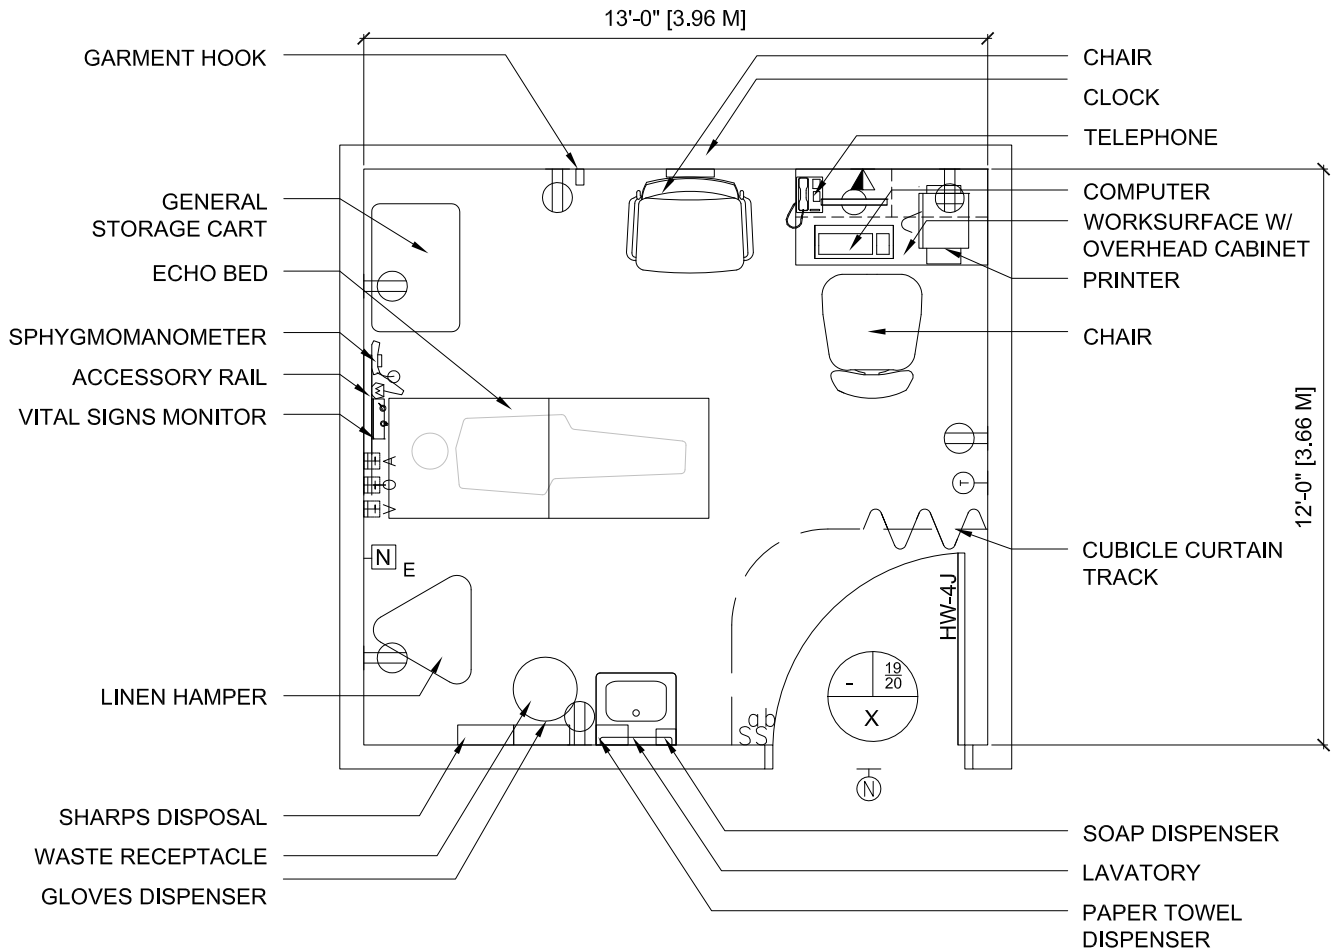 13'-0" [3.96 M]
GARMENT HOOK
CHAIR
CLOCK
TELEPHONE
GENERAL
STORAGE CART
COMPUTER
WORKSURFACE W/
OVERHEAD CABINET
ECHO BED
PRINTER
SPHYGMOMANOMETER
CHAIR
ACCESSORY RAIL
VITAL SIGNS MONITOR
12'-0" [3.66 M]
A
O
V
T
N
E
CUBICLE CURTAIN
TRACK
HW-4J
LINEN HAMPER
-
19
20
X
ab
SS
N
SHARPS DISPOSAL
SOAP DISPENSER
WASTE RECEPTACLE
LAVATORY
GLOVES DISPENSER
PAPER TOWEL
DISPENSER